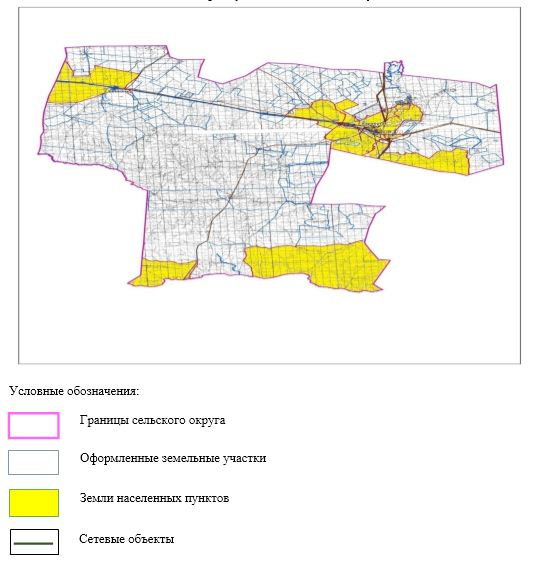 Условные обозначения:
Границы сельского округа
Оформленные земельные участки
Земли населенных пунктов
Сетевые объекты